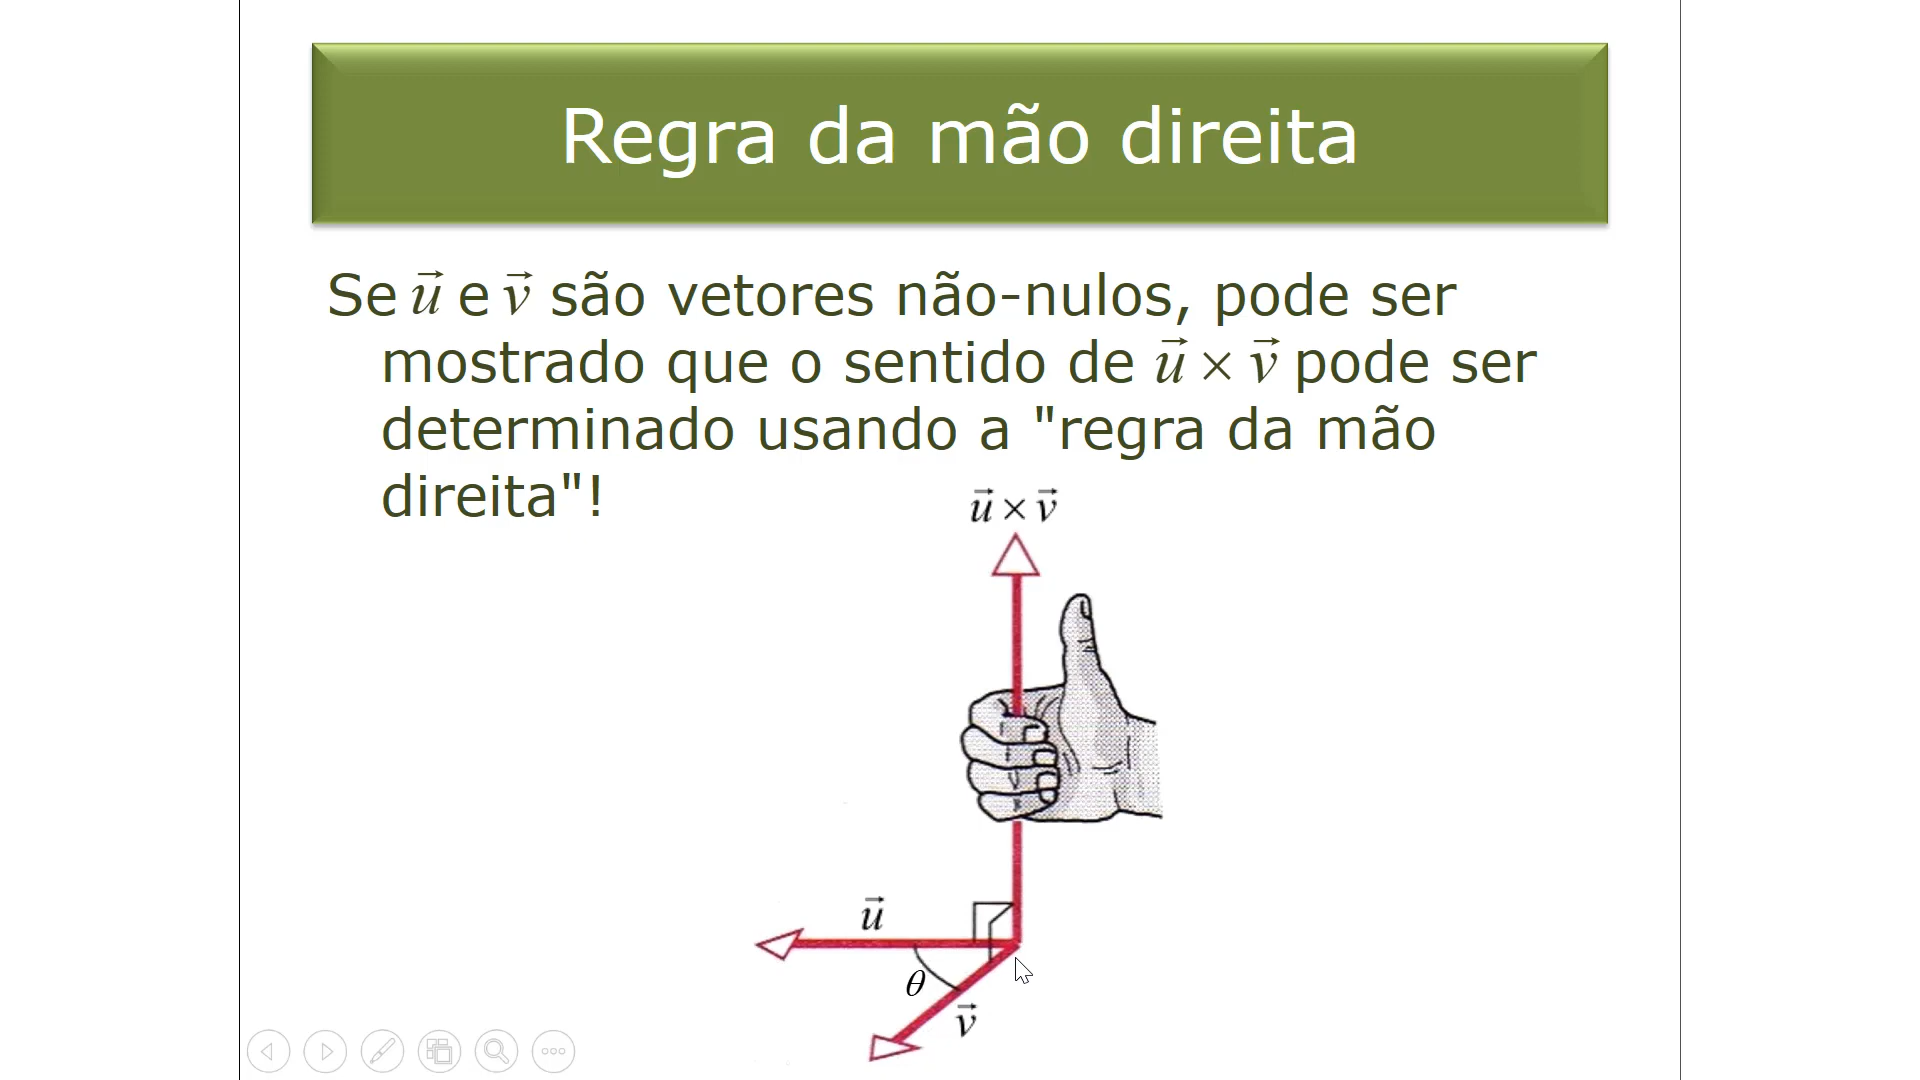 Regra da mão direita
Se u⃗ e v⃗ são vetores não-nulos, pode ser
mostrado que o sentido de u⃗ × v⃗ pode ser
determinado usando a "regra da mão
direita"!
u⃗ × v⃗
u⃗
θ
v⃗